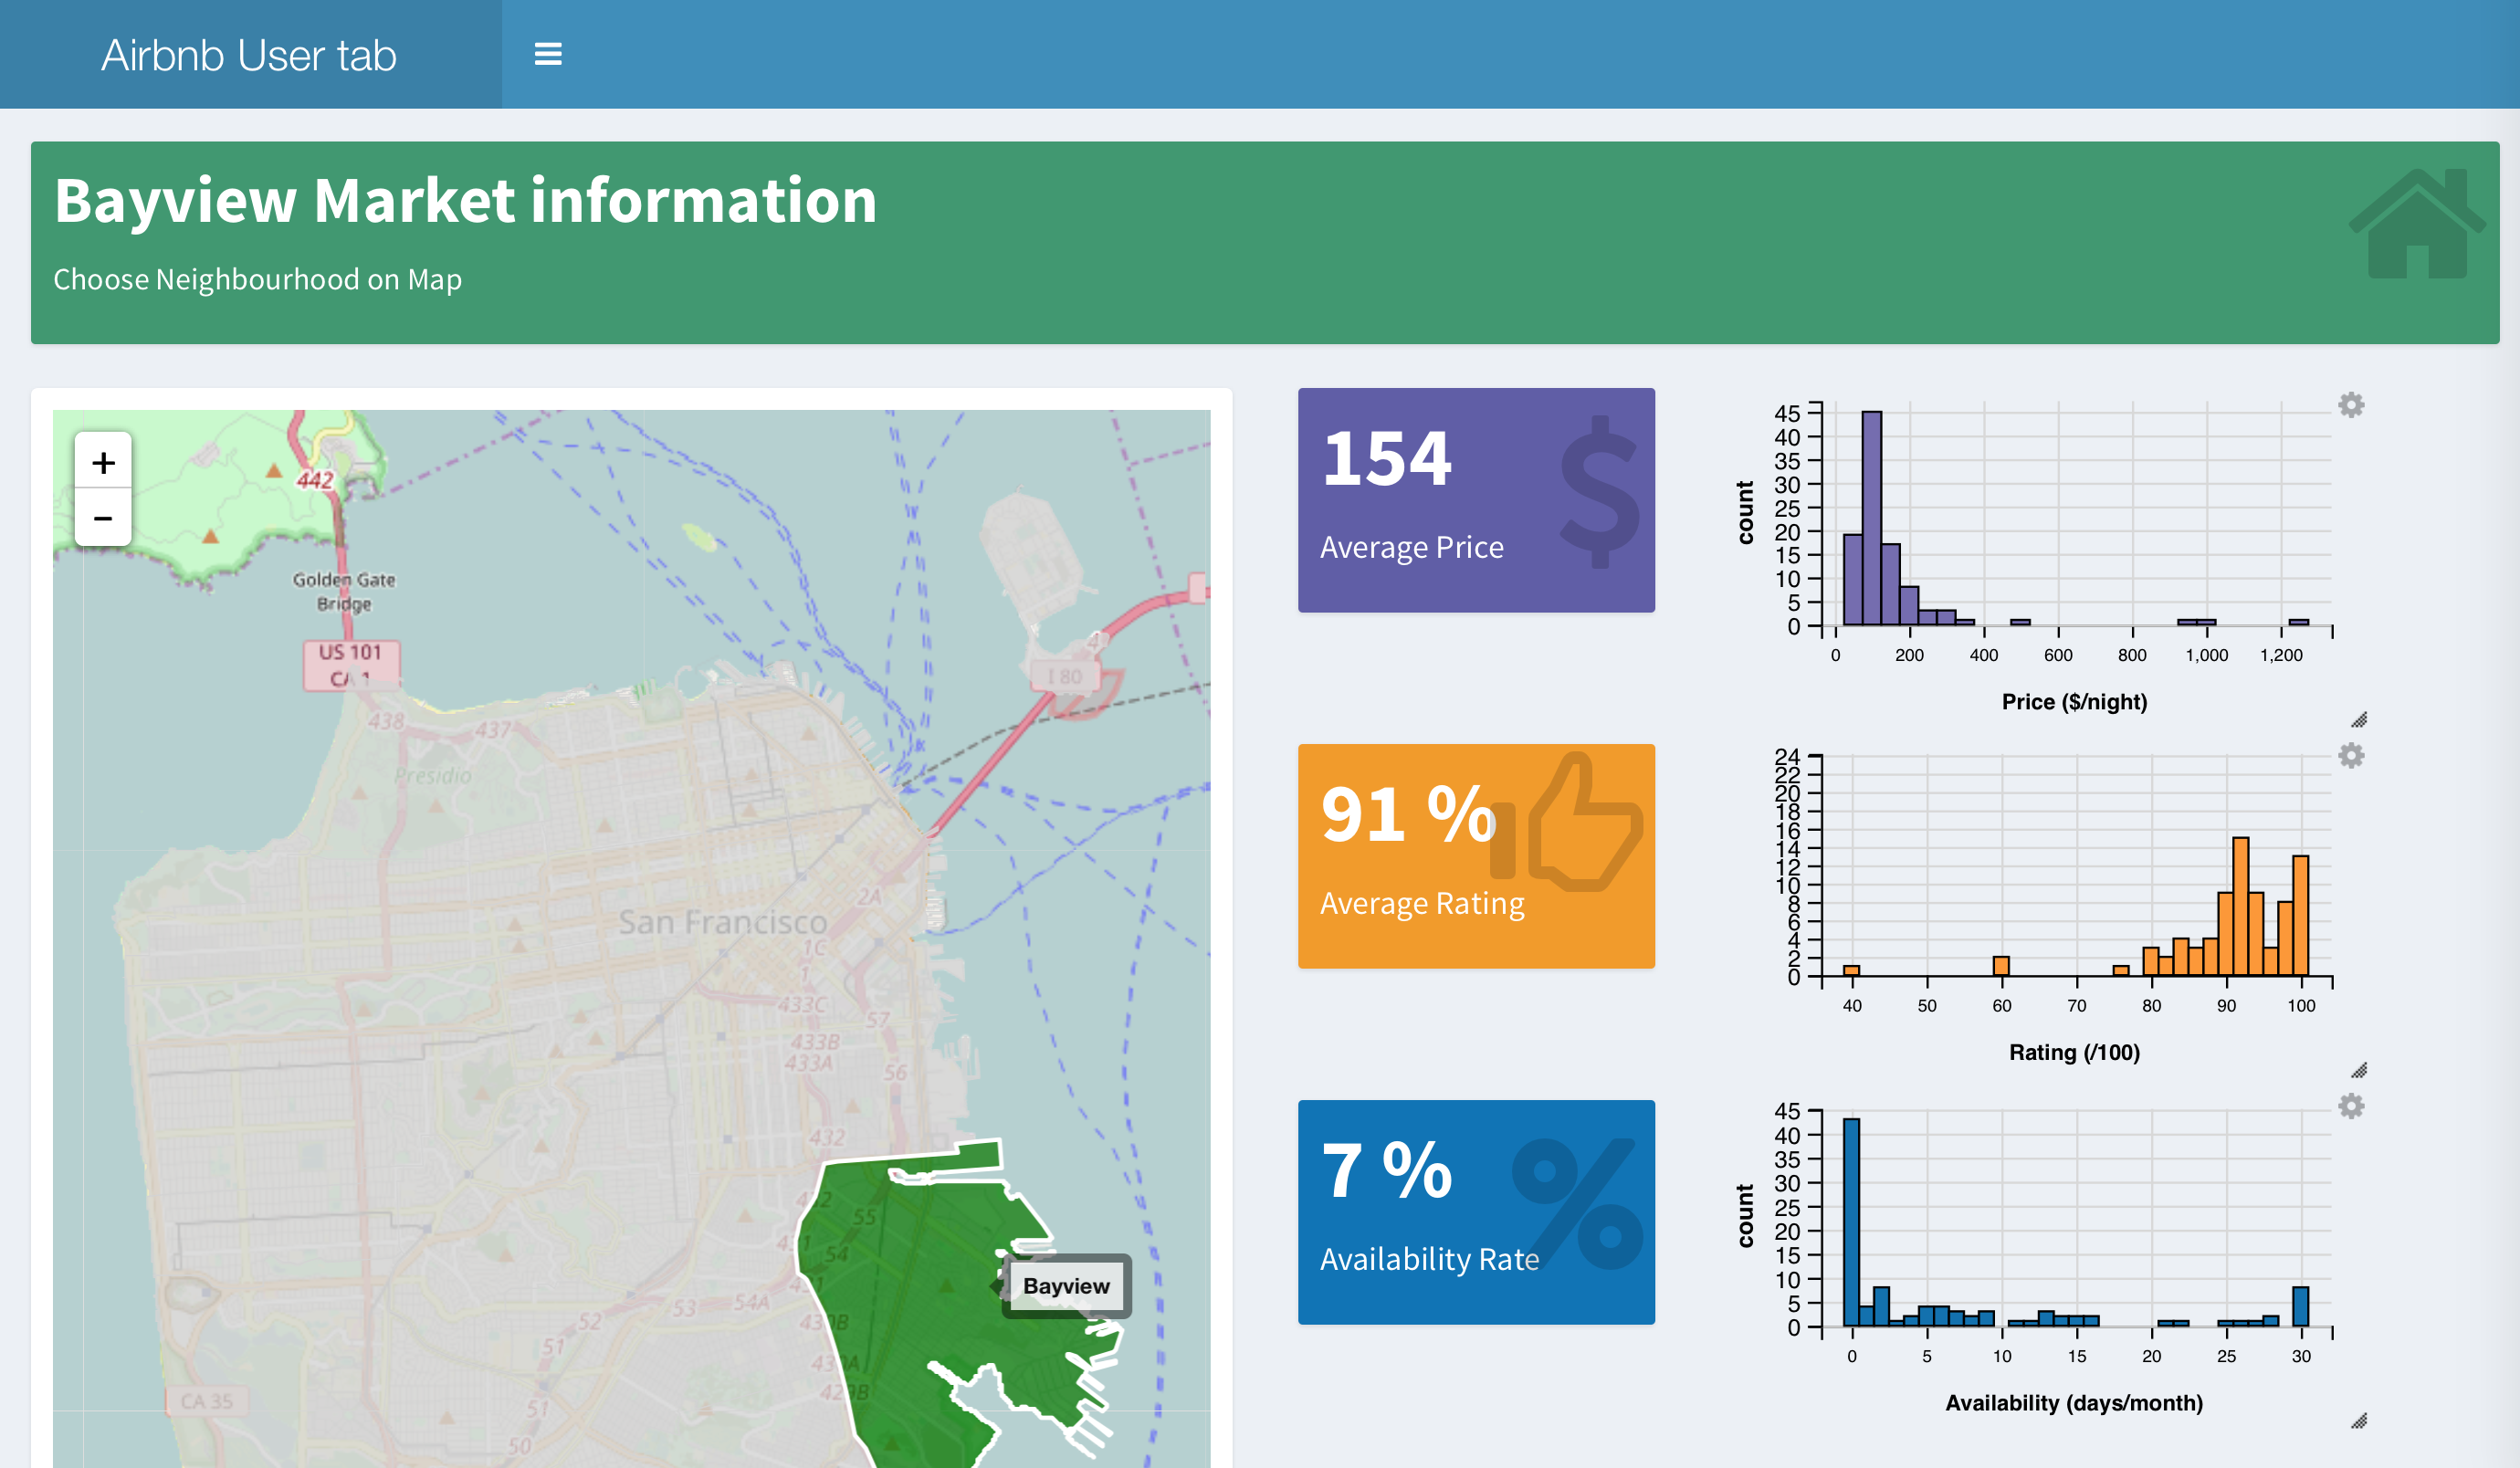 Airbnb User tab
Bayview Market information
Choose Neighbourhood on Map
+
−
442
Golden Gate
Bridge
US 101
CA 1
4
I 80
438
437
Presidio
2A
San Francisco
1C
1
433C
57
433B
433A
56
432
55
54
Bayview
53
54A
52
430B
51
430A
429B
CA 35
51
50
154
Average Price
45
40
35
30
25
20
15
10
5
0
count
0 200 400 600 800 1,000 1,200
Price ($/night)
91 %
Average Rating
24
22
20
18
16
14
12
10
8
6
4
2
0
40 50 60 70 80 90 100
Rating (/100)
7 %
Availability Rate
45
40
35
30
25
20
15
10
5
0
count
0 5 10 15 20 25 30
Availability (days/month)